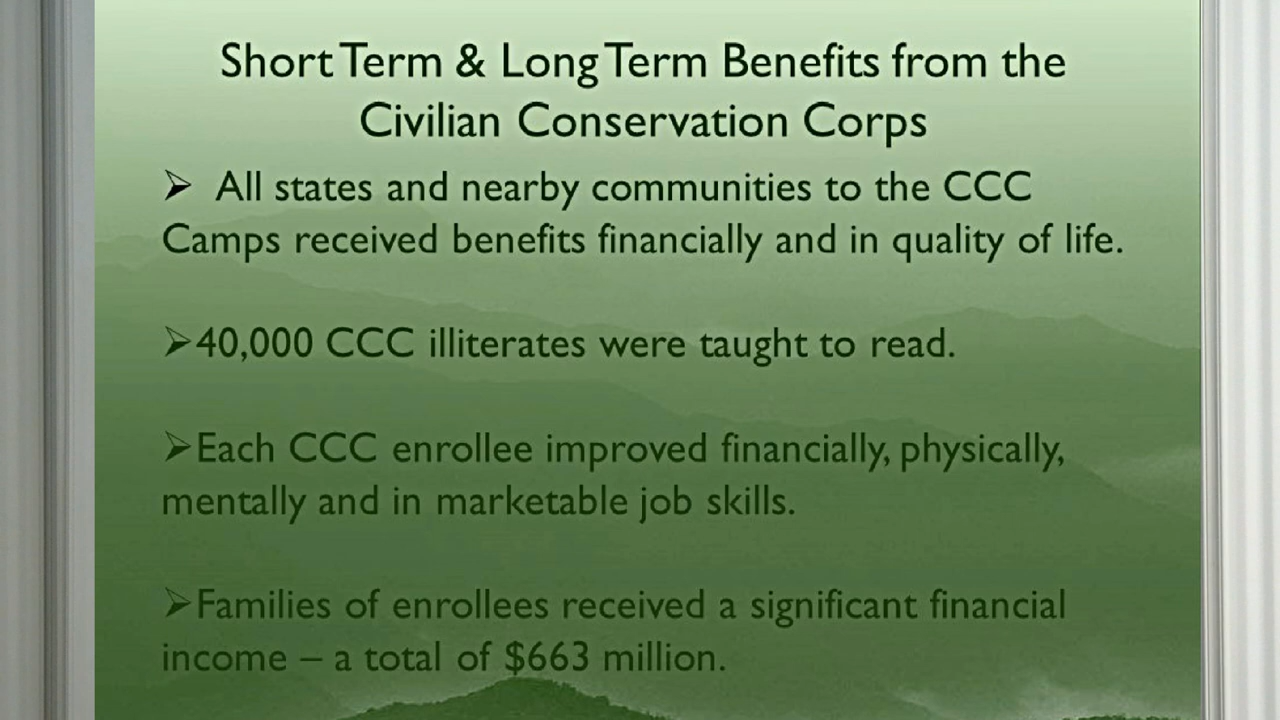 Short Term & Long Term Benefits from the
Civilian Conservation Corps
➢ All states and nearby communities to the CCC
Camps received benefits financially and in quality of life.
➢40,000 CCC illiterates were taught to read.
➢Each CCC enrollee improved financially, physically,
mentally and in marketable job skills.
➢Families of enrollees received a significant financial
income – a total of $663 million.